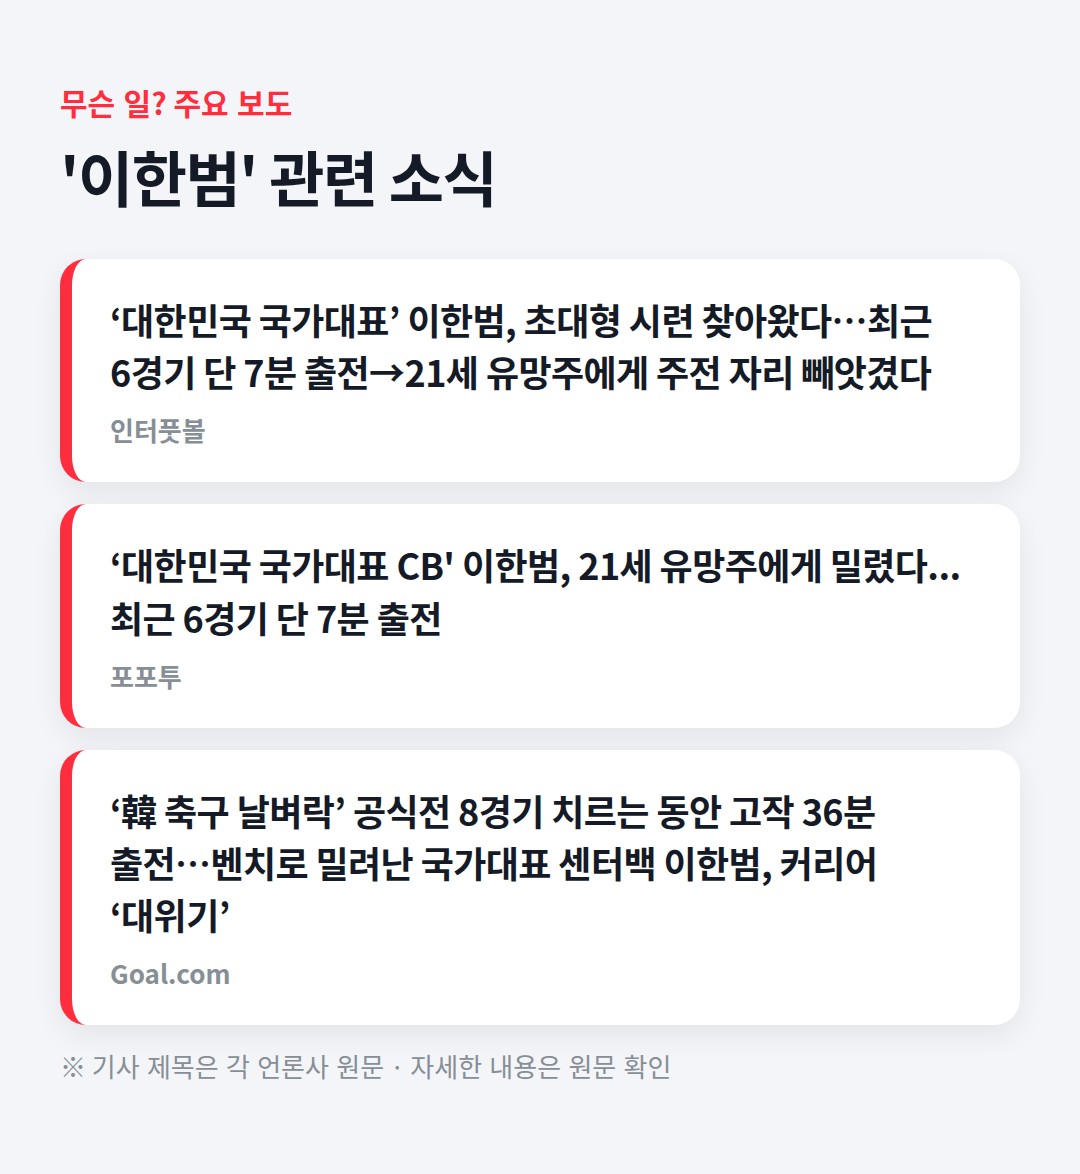 무슨 일? 주요 보도
'이한범' 관련 소식
‘대한민국 국가대표’ 이한범, 초대형 시련 찾아왔다…최근
6경기 단 7분 출전→21세 유망주에게 주전 자리 빼앗겼다
인터풋볼
‘대한민국 국가대표 CB' 이한범, 21세 유망주에게 밀렸다...
최근 6경기 단 7분 출전
포포투
‘韓 축구 날벼락’ 공식전 8경기 치르는 동안 고작 36분
출전…벤치로 밀려난 국가대표 센터백 이한범, 커리어
‘대위기’
Goal.com
※ 기사 제목은 각 언론사 원문 · 자세한 내용은 원문 확인